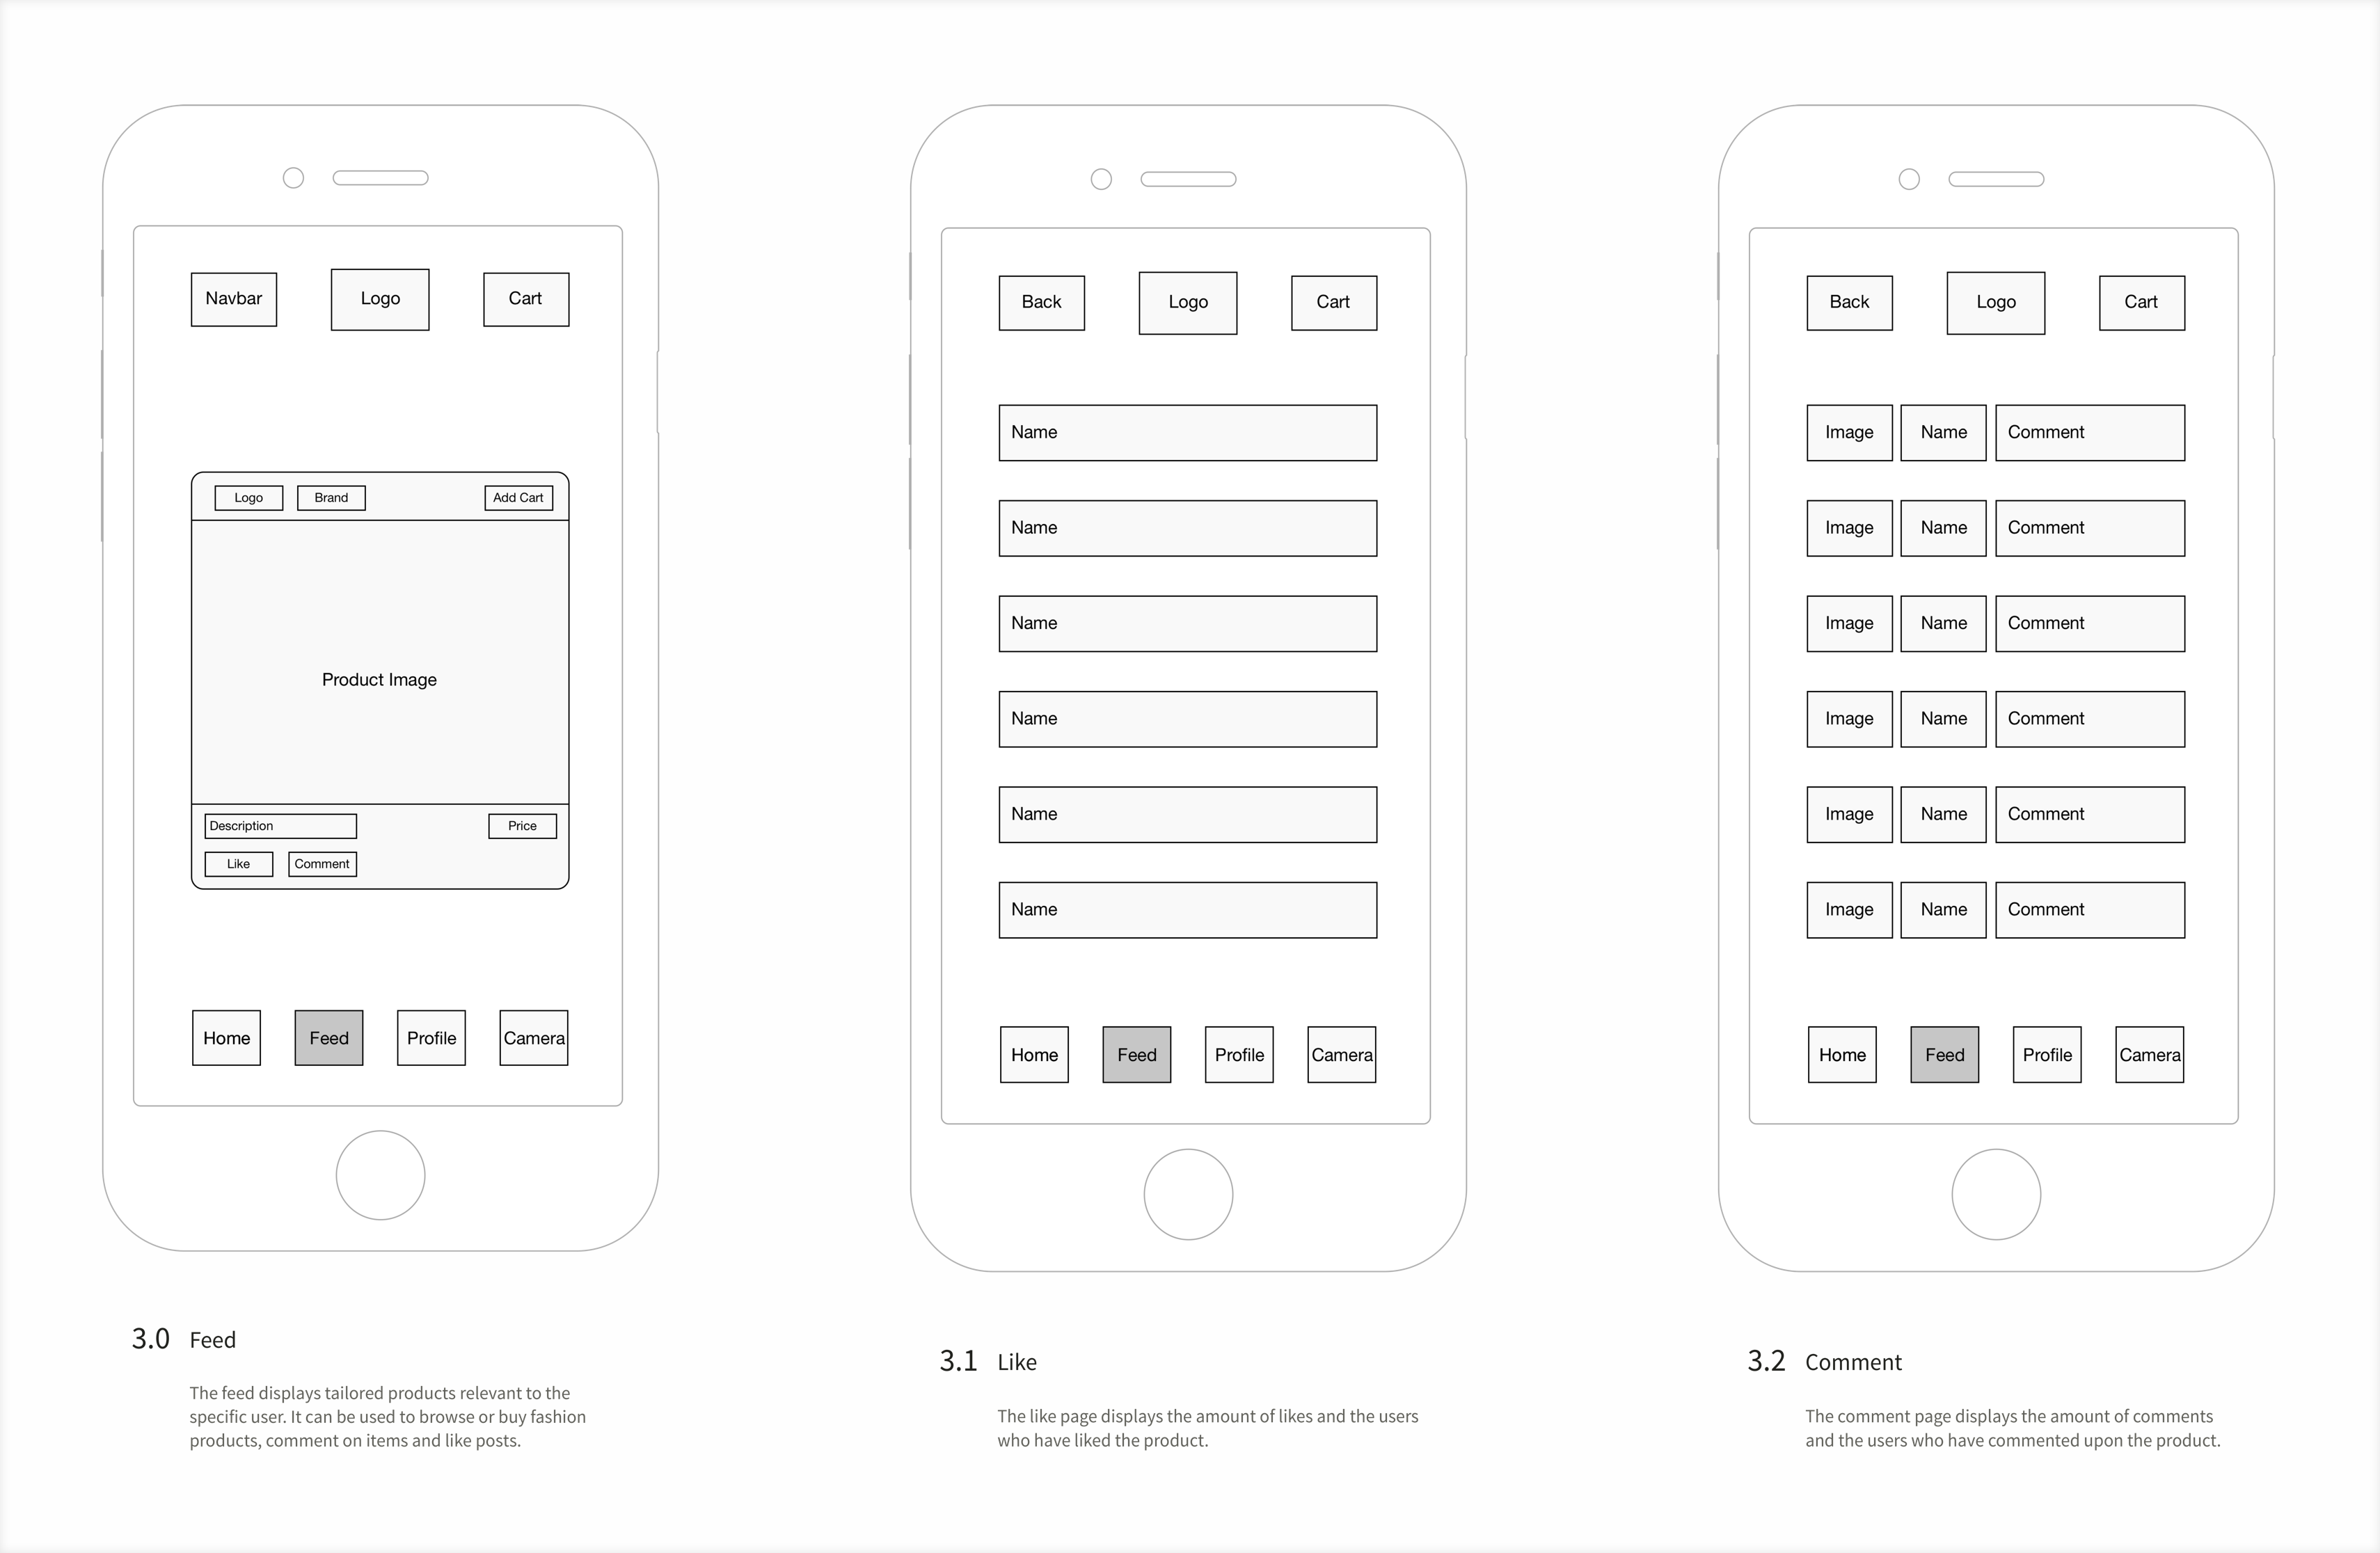 Navbar
Logo
Cart
Logo
Brand
Add Cart
Product Image
Description
Price
Like
Comment
Home
Feed
Profile
Camera
3.0 Feed
The feed displays tailored products relevant to the
specific user. It can be used to browse or buy fashion
products, comment on items and like posts.
Back
Logo
Cart
Name
Name
Name
Name
Name
Name
Home
Feed
Profile
Camera
3.1 Like
The like page displays the amount of likes and the users
who have liked the product.
Back
Logo
Cart
Image Name Comment
Image Name Comment
Image Name Comment
Image Name Comment
Image Name Comment
Image Name Comment
Home
Feed
Profile
Camera
3.2 Comment
The comment page displays the amount of comments
and the users who have commented upon the product.